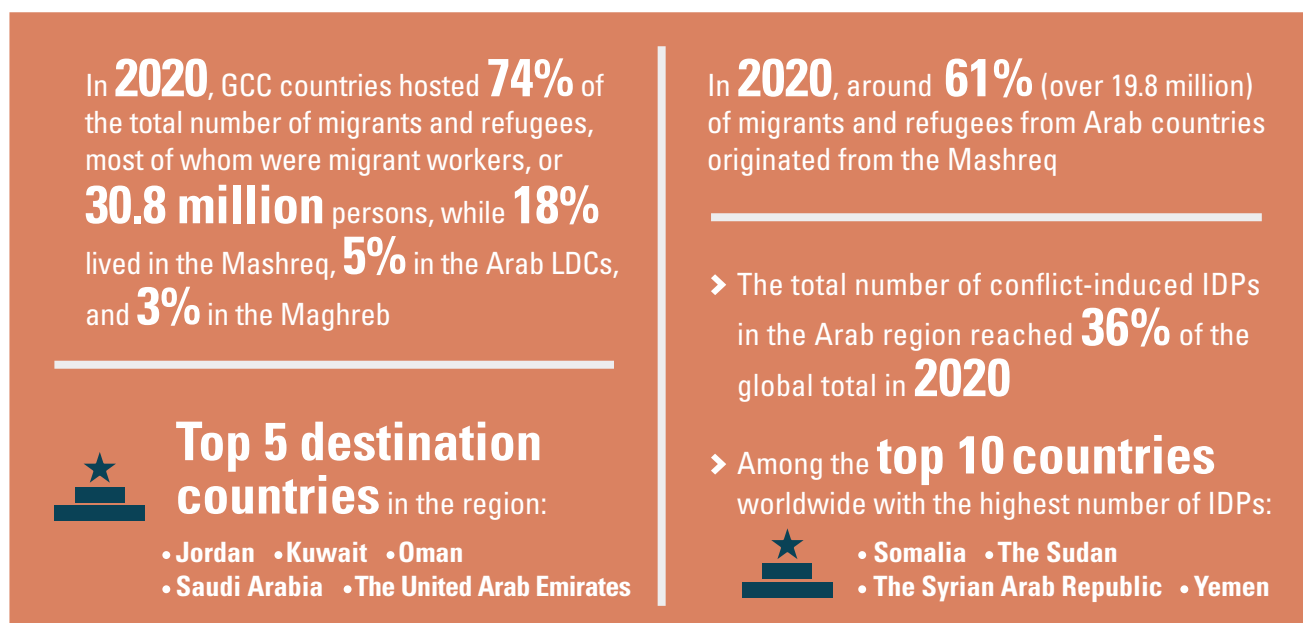 In 2020, GCC countries hosted 74% of
the total number of migrants and refugees,
most of whom were migrant workers, or
30.8 million persons, while 18%
lived in the Mashreq, 5% in the Arab LDCs,
and 3% in the Maghreb
Top 5 destination
countries in the region:
• Jordan • Kuwait • Oman
• Saudi Arabia • The United Arab Emirates
In 2020, around 61% (over 19.8 million)
of migrants and refugees from Arab countries
originated from the Mashreq
The total number of conflict-induced IDPs
in the Arab region reached 36% of the
global total in 2020
Among the top 10 countries
worldwide with the highest number of IDPs:
• Somalia • The Sudan
• The Syrian Arab Republic • Yemen